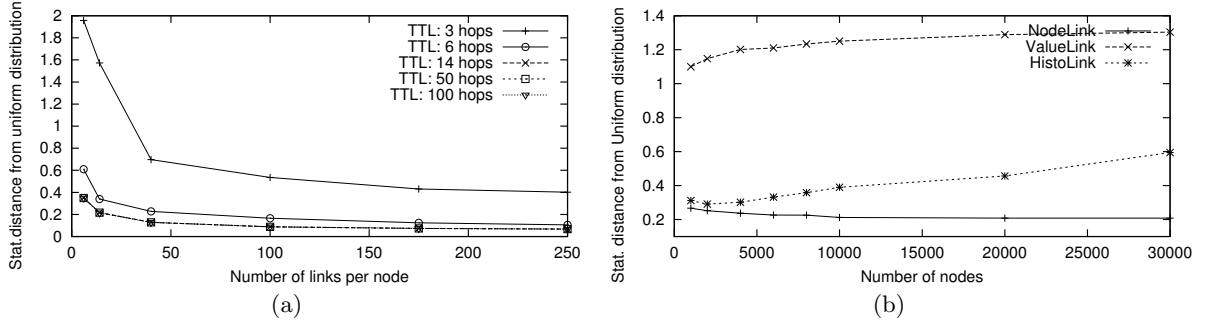 Stat. distance from uniform distribution
2
1.8
1.6
1.4
1.2
1
0.8
0.6
0.4
0.2
0
0 50 100 150 200 250
Number of links per node
TTL: 3 hops
TTL: 6 hops
TTL: 14 hops
TTL: 50 hops
TTL: 100 hops
(a)
Stat. distance from Uniform distribution
1.4
1.2
1
0.8
0.6
0.4
0.2
0 5000 10000 15000 20000 25000 30000
Number of nodes
NodeLink
ValueLink
HistoLink
(b)